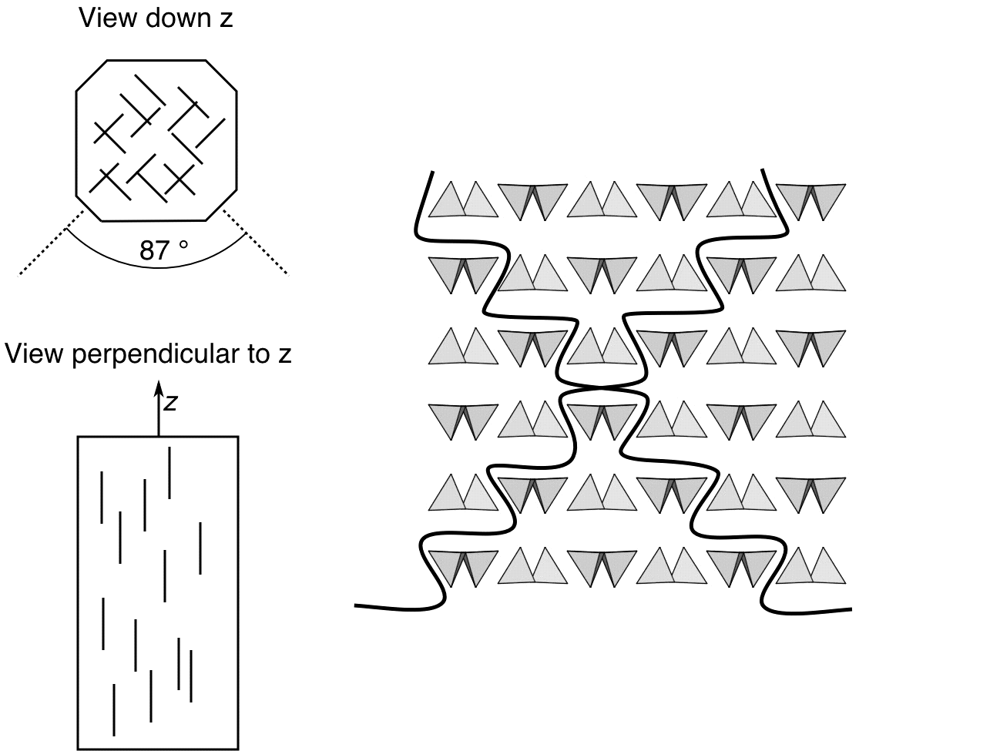 View down z
87 °
View perpendicular to z
z